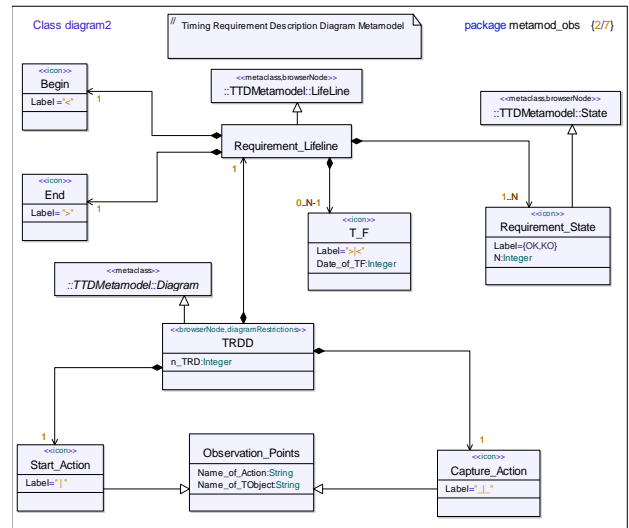 Class diagram2
// Timing Requirement Description Diagram Metamodel
package metamod_obs {2/7}
<<icon>>
Begin
Label ="<"
1
<<metaclass,browserNode>>
::TTDMetamodel::LifeLine
<<metaclass,browserNode>>
::TTDMetamodel::State
Requirement_Lifeline
<<icon>>
End
Label= ">"
1
1
0..N-1
1..N
<<icon>>
T_F
Label=">|<"
Date_of_TF:Integer
<<icon>>
Requirement_State
Label={OK,KO}
N:Integer
<<metaclass>>
::TTDMetamodel::Diagram
<<browserNode,diagramRestrictions>>
TRDD
n_TRD:Integer
1
1
<<icon>>
Start_Action
Label=" | "
Observation_Points
Name_of_Action:String
Name_of_TObject:String
<<icon>>
Capture_Action
Label="_|_"